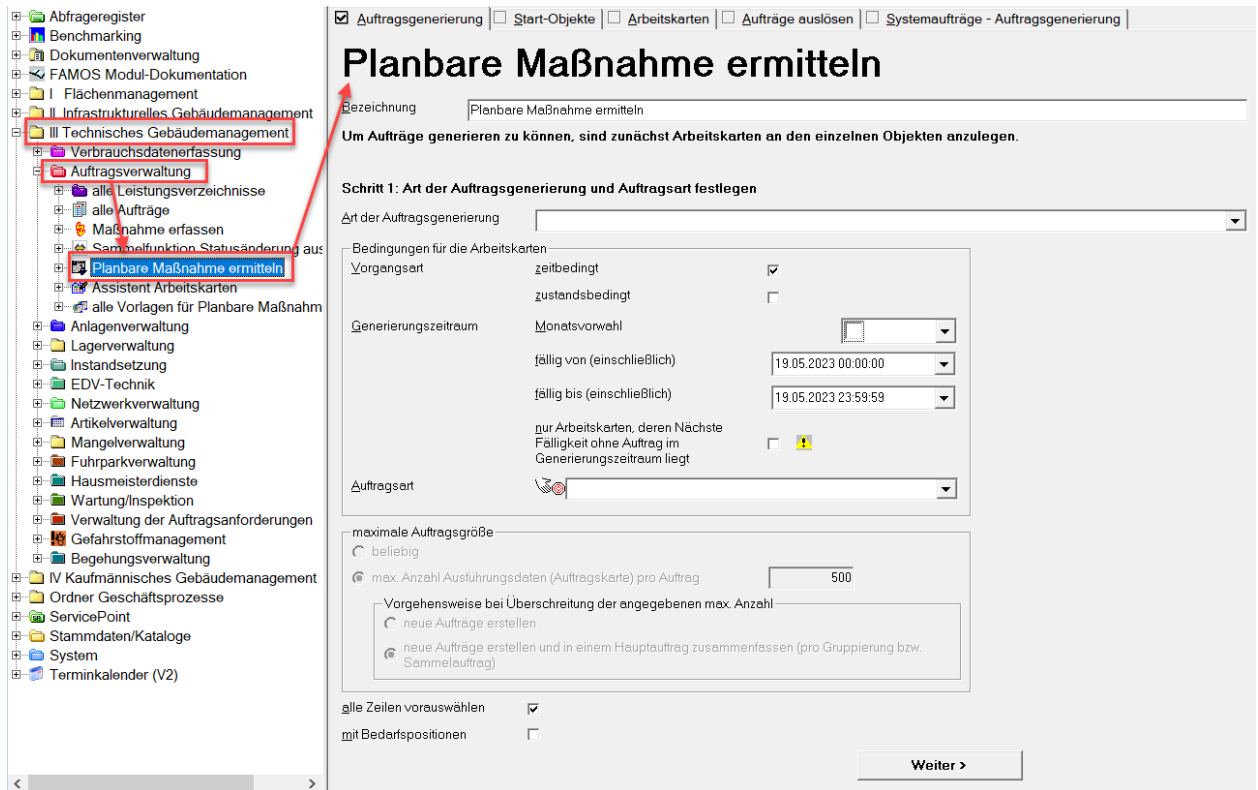 Abfrageregister
Benchmarking
Dokumentenverwaltung
FAMOS Modul-Dokumentation
I Flächenmanagement
II Infrastrukturelles Gebäudemanagement
III Technisches Gebäudemanagement
Verbrauchsdatenerfassung
Auftragsverwaltung
alle Leistungsverzeichnisse
alle Aufträge
Maßnahme erfassen
Sammelfunktion Statusänderung aus
Planbare Maßnahme ermitteln
Assistent Arbeitskarten
alle Vorlagen für Planbare Maßnahm
Anlagenverwaltung
Lagerverwaltung
Instandsetzung
EDV-Technik
Netzwerkverwaltung
Artikelverwaltung
Mangelverwaltung
Fuhrparkverwaltung
Hausmeisterdienste
Wartung/Inspektion
Verwaltung der Auftragsanforderungen
Gefahrstoffmanagement
Begehungsverwaltung
IV Kaufmännisches Gebäudemanagement
Ordner Geschäftsprozesse
ServicePoint
Stammdaten/Kataloge
System
Terminkalender (V2)
Auftragsgenerierung Start-Objekte Arbeitskarten Aufträge auslösen Systemaufträge - Auftragsgenerierung
Planbare Maßnahme ermitteln
Bezeichnung Planbare Maßnahme ermitteln
Um Aufträge generieren zu können, sind zunächst Arbeitskarten an den einzelnen Objekten anzulegen.
Schritt 1: Art der Auftragsgenerierung und Auftragsart festlegen
Art der Auftragsgenerierung
Bedingungen für die Arbeitskarten
Vorgangsart zeitbedingt
zustandsbedingt
Generierungszeitraum Monatsvorwahl
fällig von (einschließlich) 19.05.2023 00:00:00
fällig bis (einschließlich) 19.05.2023 23:59:59
nur Arbeitskarten, deren Nächste
Fälligkeit ohne Auftrag im
Generierungszeitraum liegt
Auftragsart
maximale Auftragsgröße
beliebig
max. Anzahl Ausführungsdaten (Auftragskarte) pro Auftrag 500
Vorgehensweise bei Überschreitung der angegebenen max. Anzahl
neue Aufträge erstellen
neue Aufträge erstellen und in einem Hauptauftrag zusammenfassen (pro Gruppierung bzw.
Sammelauftrag)
alle Zeilen vorauswählen
mit Bedarfspositionen
Weiter >